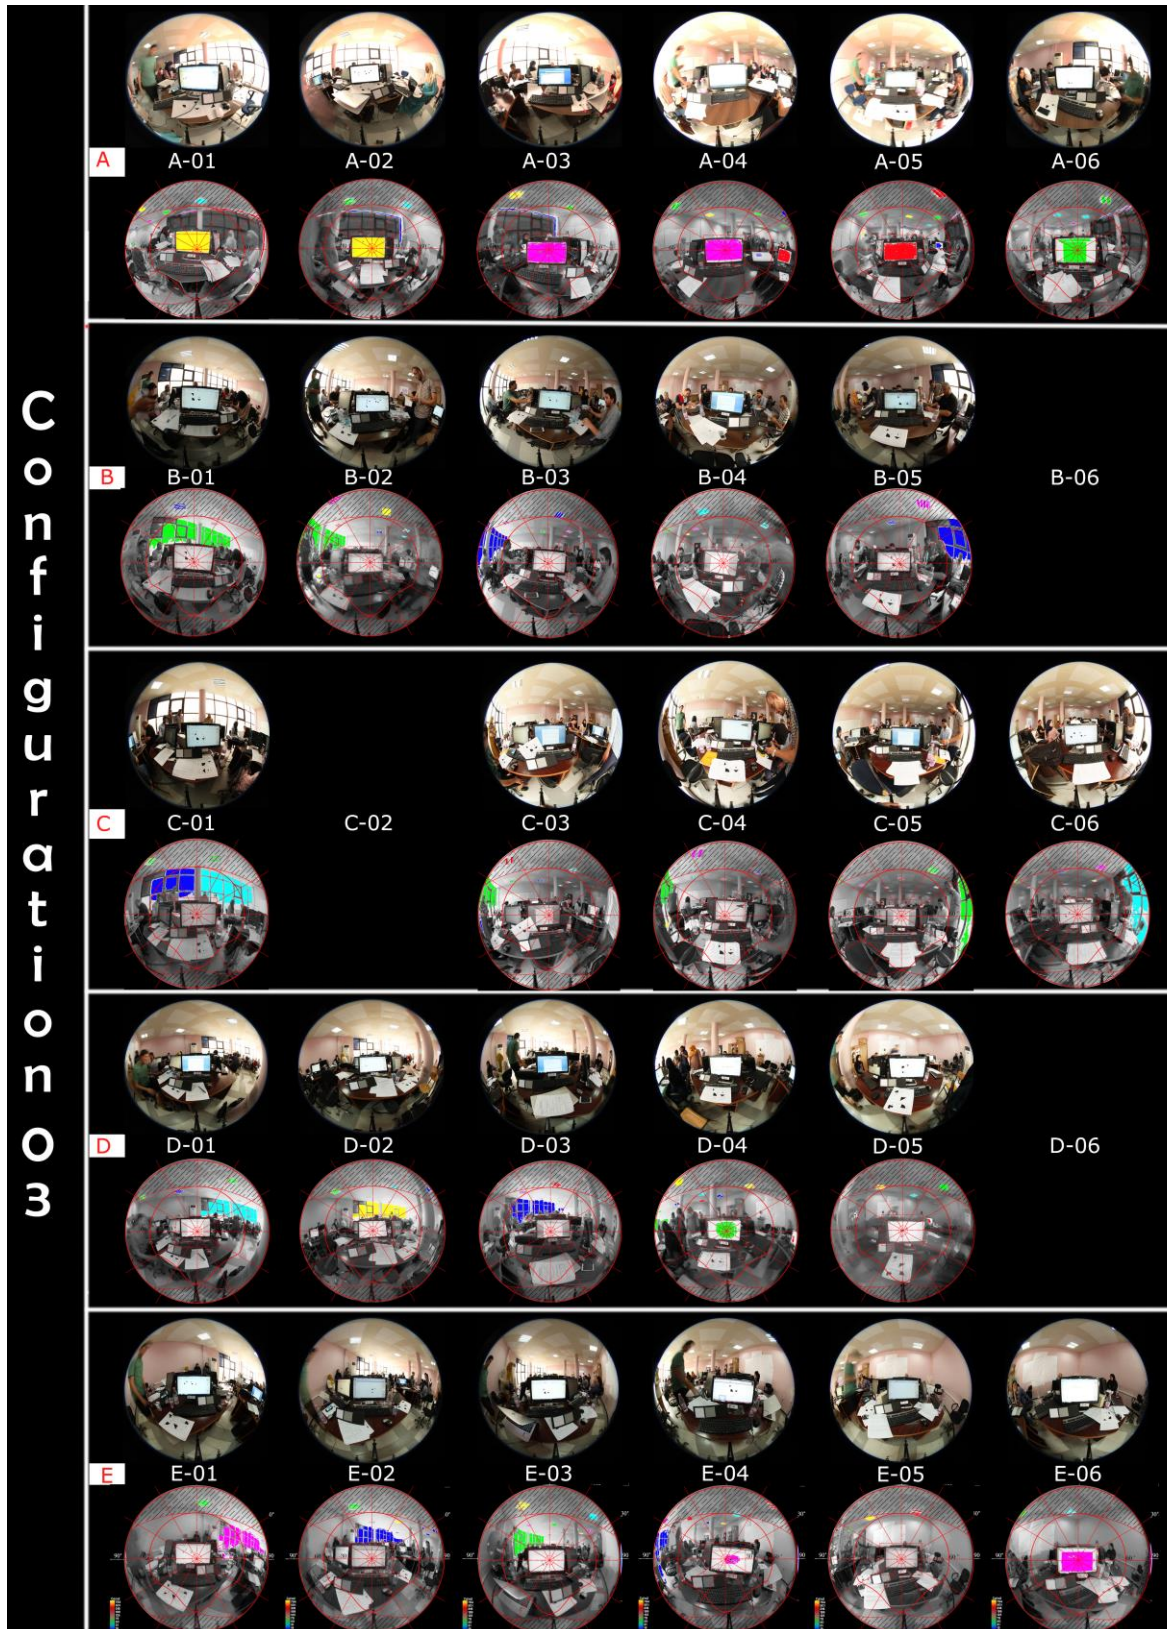 Configuration 03
A
A-01 A-02 A-03 A-04 A-05 A-06
B
B-01 B-02 B-03 B-04 B-05 B-06
C
C-01 C-02 C-03 C-04 C-05 C-06
D
D-01 D-02 D-03 D-04 D-05 D-06
E
E-01 E-02 E-03 E-04 E-05 E-06